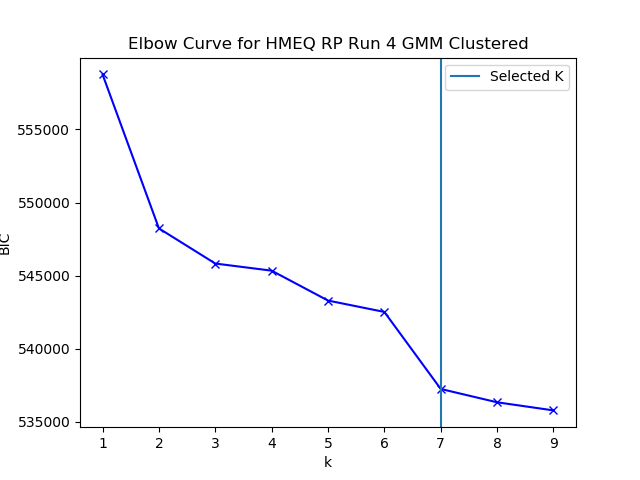 Elbow Curve for HMEQ RP Run 4 GMM Clustered
Selected K
555000
550000
545000
540000
535000
BIC
1 2 3 4 5 6 7 8 9
k